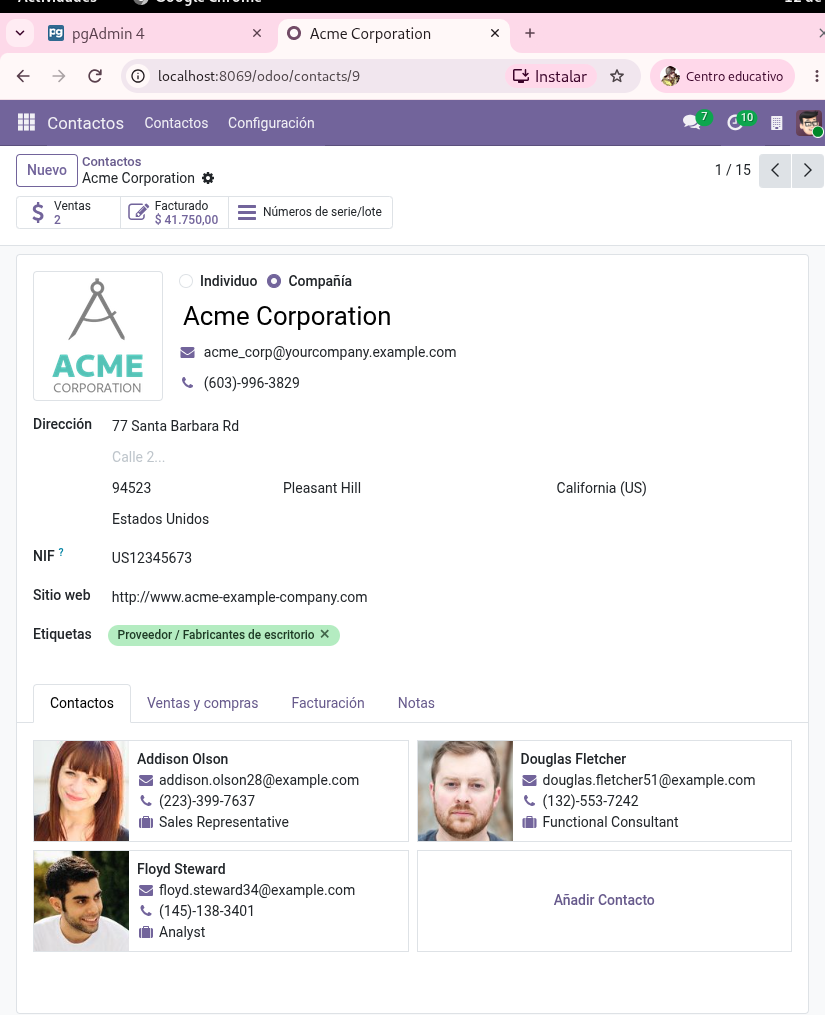 Actividades Google Chrome 12 de
pgAdmin 4 Acme Corporation
localhost:8069/odoo/contacts/9 Instalar Centro educativo
Contactos Contactos Configuración 7 10
Nuevo Contactos
Acme Corporation 1 / 15
Ventas 2 Facturado $ 41.750,00 Números de serie/lote
Individuo Compañía
ACME
CORPORATION
Acme Corporation
acme_corp@yourcompany.example.com
(603)-996-3829
Dirección 77 Santa Barbara Rd
Calle 2...
94523 Pleasant Hill California (US)
Estados Unidos
NIF ? US12345673
Sitio web http://www.acme-example-company.com
Etiquetas Proveedor / Fabricantes de escritorio
Contactos Ventas y compras Facturación Notas
Addison Olson
addison.olson28@example.com
(223)-399-7637
Sales Representative
Douglas Fletcher
douglas.fletcher51@example.com
(132)-553-7242
Functional Consultant
Floyd Steward
floyd.steward34@example.com
(145)-138-3401
Analyst
Añadir Contacto